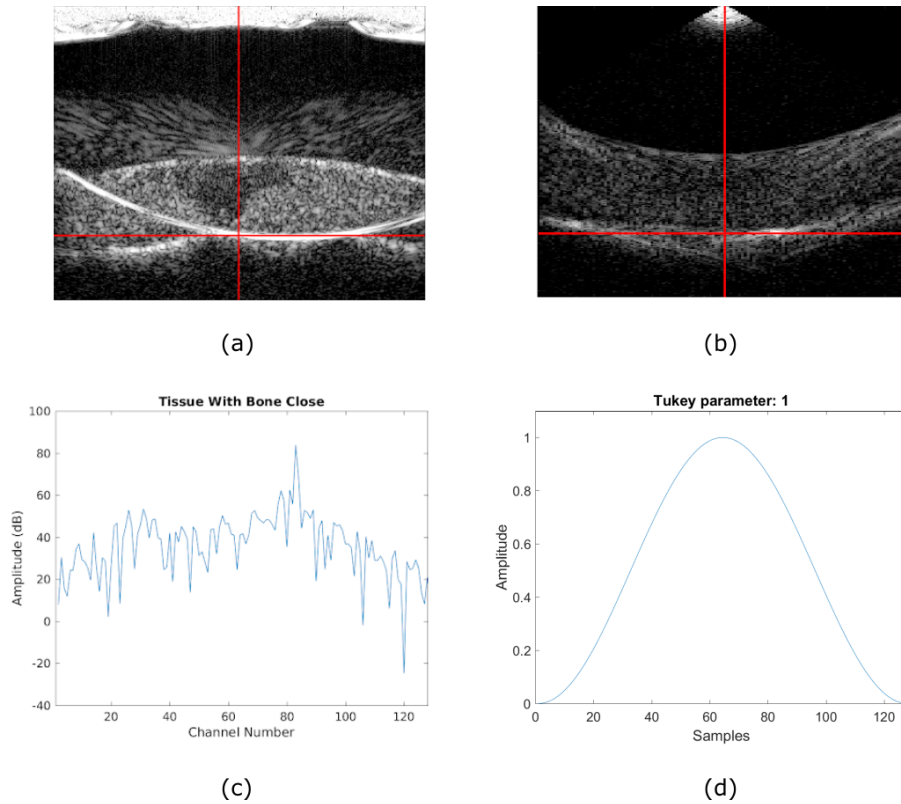 (a)
(b)
Tissue With Bone Close
100
80
60
40
20
0
-20
-40
Amplitude (dB)
20
40
60
80
100
120
Channel Number
Tukey parameter: 1
1
0.8
0.6
0.4
0.2
0
Amplitude
0
20
40
60
80
100
120
Samples
(c)
(d)